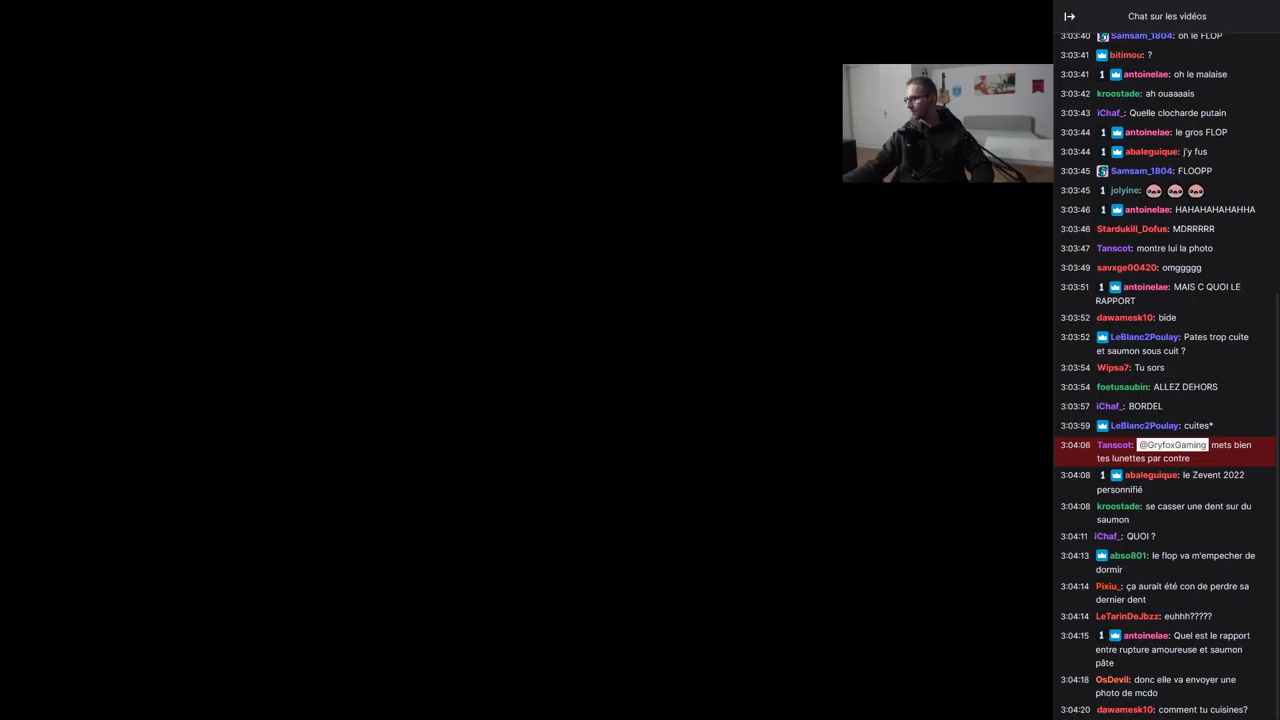 Chat sur les vidéos
3:03:40 Samsam_1804: oh le FLOP
3:03:41 bitimou: ?
3:03:41 1 antoinelae: oh le malaise
3:03:42 kroostade: ah ouaaaais
3:03:43 iChaf_: Quelle clocharde putain
3:03:44 1 antoinelae: le gros FLOP
3:03:44 1 abaleguique: j'y fus
3:03:45 Samsam_1804: FLOOPP
3:03:45 1 jolyine:
3:03:46 1 antoinelae: HAHAHAHAHAHHA
3:03:46 Stardukill_Dofus: MDRRRRR
3:03:47 Tanscot: montre lui la photo
3:03:49 savxge00420: omggggg
3:03:51 1 antoinelae: MAIS C QUOI LE
RAPPORT
3:03:52 dawamesk10: bide
3:03:52 LeBlanc2Poulay: Pates trop cuite
et saumon sous cuit ?
3:03:54 Wipsa7: Tu sors
3:03:54 foetusaubin: ALLEZ DEHORS
3:03:57 iChaf_: BORDEL
3:03:59 LeBlanc2Poulay: cuites*
3:04:06 Tanscot: @GryfoxGaming mets bien
tes lunettes par contre
3:04:08 1 abaleguique: le Zevent 2022
personnifié
3:04:08 kroostade: se casser une dent sur du
saumon
3:04:11 iChaf_: QUOI ?
3:04:13 abso801: le flop va m'empecher de
dormir
3:04:14 Pixiu_: ça aurait été con de perdre sa
dernier dent
3:04:14 LeTarinDeJbzz: euhhh?????
3:04:15 1 antoinelae: Quel est le rapport
entre rupture amoureuse et saumon
pâte
3:04:18 OsDevil: donc elle va envoyer une
photo de mcdo
3:04:20 dawamesk10: comment tu cuisines?